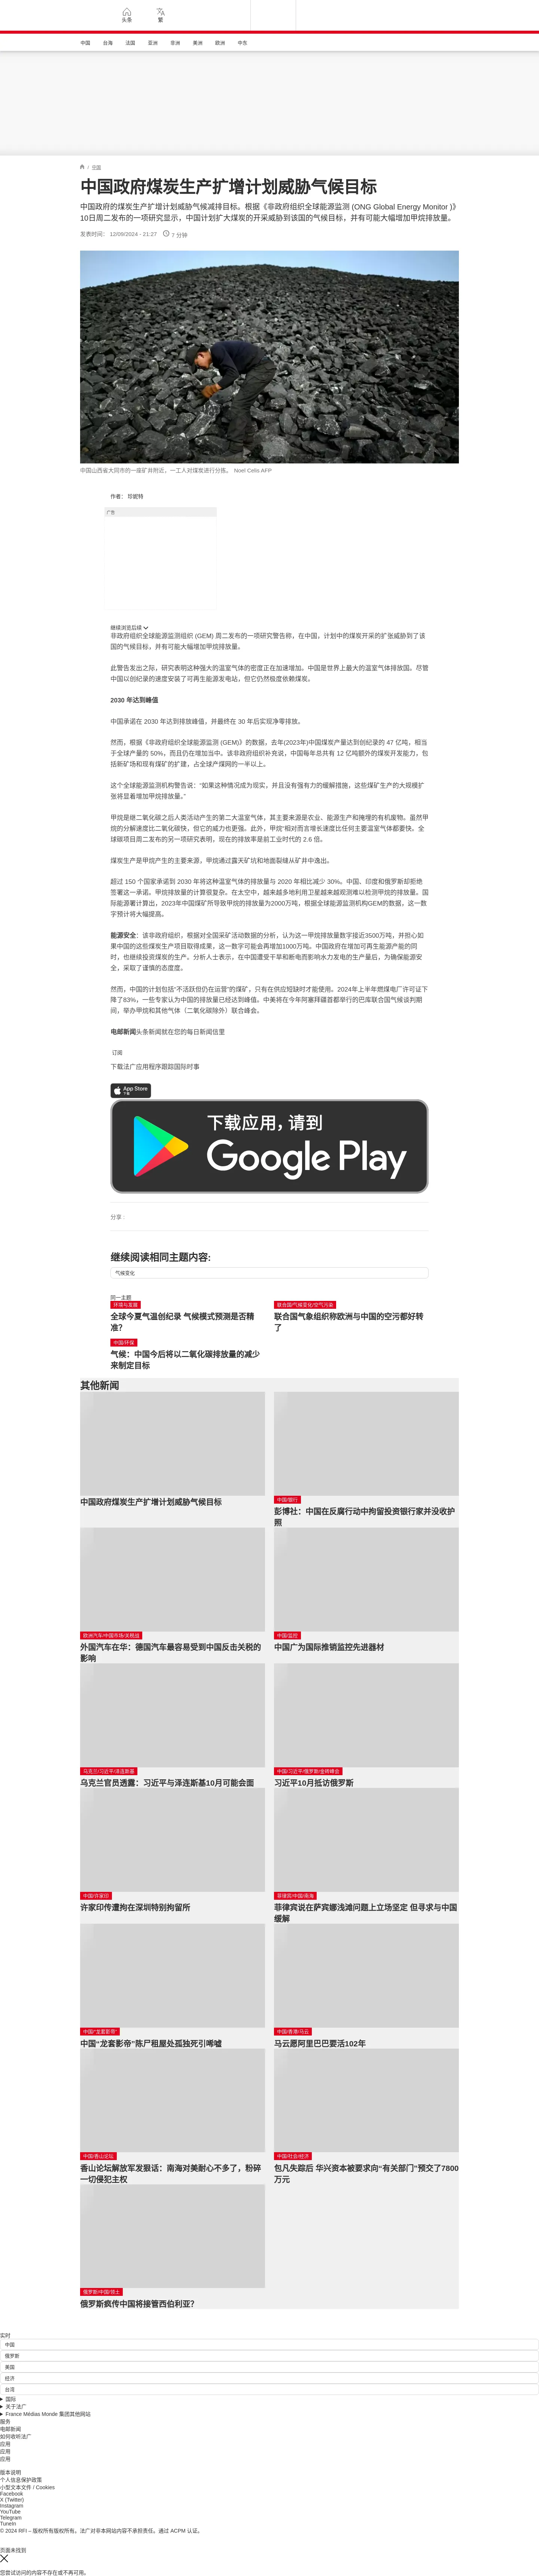 头条
繁
中国
台海
法国
亚洲
非洲
美洲
欧洲
中东
/ 中国
中国政府煤炭生产扩增计划威胁气候目标
中国政府的煤炭生产扩增计划威胁气候减排目标。根据《非政府组织全球能源监测 (ONG Global Energy Monitor )》
10日周二发布的一项研究显示，中国计划扩大煤炭的开采威胁到该国的气候目标，并有可能大幅增加甲烷排放量。
发表时间： 12/09/2024 - 21:27
7 分钟
中国山西省大同市的一座矿井附近，一工人对煤炭进行分拣。 Noel Celis AFP
作者： 珍妮特
广告
继续浏览后续
非政府组织全球能源监测组织 (GEM) 周二发布的一项研究警告称，在中国，计划中的煤炭开采的扩张威胁到了该
国的气候目标，并有可能大幅增加甲烷排放量。
此警告发出之际，研究表明这种强大的温室气体的密度正在加速增加。中国是世界上最大的温室气体排放国。尽管
中国以创纪录的速度安装了可再生能源发电站，但它仍然极度依赖煤炭。
2030 年达到峰值
中国承诺在 2030 年达到排放峰值，并最终在 30 年后实现净零排放。
然而，根据《非政府组织全球能源监测 (GEM)》的数据，去年(2023年)中国煤炭产量达到创纪录的 47 亿吨，相当
于全球产量的 50%，而且仍在增加当中。该非政府组织补充说，中国每年总共有 12 亿吨额外的煤炭开发能力，包
括新矿场和现有煤矿的扩建，占全球产煤网的一半以上。
这个全球能源监测机构警告说："如果这种情况成为现实，并且没有强有力的缓解措施，这些煤矿生产的大规模扩
张将显着增加甲烷排放量。"
甲烷是继二氧化碳之后人类活动产生的第二大温室气体，其主要来源是农业、能源生产和掩埋的有机废物。虽然甲
烷的分解速度比二氧化碳快，但它的威力也更强。此外，甲烷"相对而言增长速度比任何主要温室气体都要快。全
球碳项目周二发布的另一项研究表明，现在的排放率是前工业时代的 2.6 倍。
煤炭生产是甲烷产生的主要来源。甲烷通过露天矿坑和地面裂缝从矿井中逸出。
超过 150 个国家承诺到 2030 年将这种温室气体的排放量与 2020 年相比减少 30%。中国、印度和俄罗斯却拒绝
签署这一承诺。甲烷排放量的计算很复杂。在太空中，越来越多地利用卫星越来越观测难以检测甲烷的排放量。国
际能源署计算出，2023年中国煤矿所导致甲烷的排放量为2000万吨，根据全球能源监测机构GEM的数据，这一数
字预计将大幅提高。
能源安全：该非政府组织，根据对全国采矿活动数据的分析，认为这一甲烷排放量数字接近3500万吨，并担心如
果中国的这些煤炭生产项目取得成果，这一数字可能会再增加1000万吨。中国政府在增加可再生能源产能的同
时，也继续投资煤炭的生产。分析人士表示，在中国遭受干旱和断电而影响水力发电的生产量后，为确保能源安
全，采取了谨慎的态度度。
然而，中国的计划包括"不活跃但仍在运营"的煤矿，只有在供应短缺时才能使用。2024年上半年燃煤电厂许可证下
降了83%，一些专家认为中国的排放量已经达到峰值。中美将在今年阿塞拜疆首都举行的巴库联合国气候谈判期
间，举办甲烷和其他气体（二氧化碳除外）联合峰会。
电邮新闻头条新闻就在您的每日新闻信里
订阅
下载法广应用程序跟踪国际时事
App Store
下载
下载应用，请到
Google Play
分享 :
继续阅读相同主题内容:
气候变化
同一主题
环境与发展
全球今夏气温创纪录 气候模式预测是否精
准?
联合国/气候变化/空气污染
联合国气象组织称欧洲与中国的空污都好转
了
中国/环保
气候：中国今后将以二氧化碳排放量的减少
来制定目标
其他新闻
中国政府煤炭生产扩增计划威胁气候目标
中国/银行
彭博社：中国在反腐行动中拘留投资银行家并没收护
照
欧洲汽车/中国市场/关税战
外国汽车在华：德国汽车最容易受到中国反击关税的
影响
中国/监控
中国广为国际推销监控先进器材
乌克兰/习近平/泽连斯基
乌克兰官员透露：习近平与泽连斯基10月可能会面
中国/习近平/俄罗斯/金砖峰会
习近平10月抵访俄罗斯
中国/许家印
许家印传遭拘在深圳特别拘留所
菲律宾/中国/南海
菲律宾说在萨宾娜浅滩问题上立场坚定 但寻求与中国
缓解
中国/"龙套影帝"
中国"龙套影帝"陈尸租屋处孤独死引唏嘘
中国/香港/马云
马云愿阿里巴巴要活102年
中国/香山论坛
香山论坛解放军发狠话：南海对美耐心不多了，粉碎
一切侵犯主权
中国/社会/经济
包凡失踪后 华兴资本被要求向"有关部门"预交了7800
万元
俄罗斯/中国/领土
俄罗斯疯传中国将接管西伯利亚?
实时
中国
俄罗斯
美国
经济
台湾
国际
关于法广
France Médias Monde 集团其他网站
服务
电邮新闻
如何收听法广
应用
应用
应用
版本说明
个人信息保护政策
小型文本文件 / Cookies
Facebook
X (Twitter)
Instagram
YouTube
Telegram
TuneIn
© 2024 RFI – 版权所有版权所有。法广对非本网站内容不承担责任。通过 ACPM 认证。
页面未找到
您尝试访问的内容不存在或不再可用。